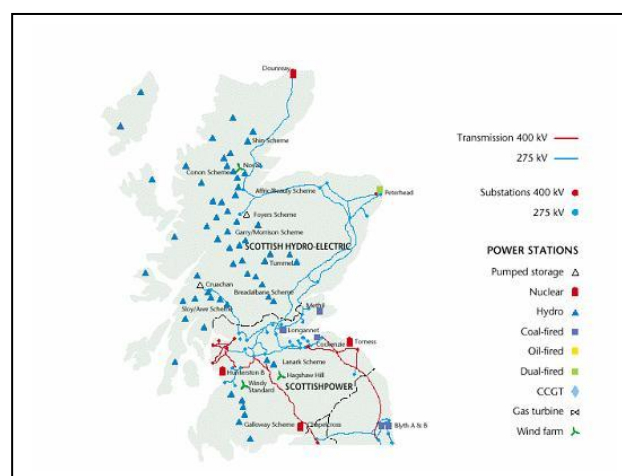 Dounreay
Shin Scheme
Novar
Conon Scheme
Affric/Beauly Scheme
Peterhead
Foyers Scheme
Garry/Morrison Scheme
SCOTTISH HYDRO-ELECTRIC
Tummel
Cruachan
Breadalbane Scheme
Sloy/Awe Scheme
Methil
Longannet
Cockenzie
Torness
Lanark Scheme
Hunterston B
Hagshaw Hill
SCOTTISHPOWER
Windy
Standard
Galloway Scheme
Chapelcross
Blyth A & B
Transmission 400 kV
275 kV
Substations 400 kV
275 kV
POWER STATIONS
Pumped storage
Nuclear
Hydro
Coal-fired
Oil-fired
Dual-fired
CCGT
Gas turbine
Wind farm